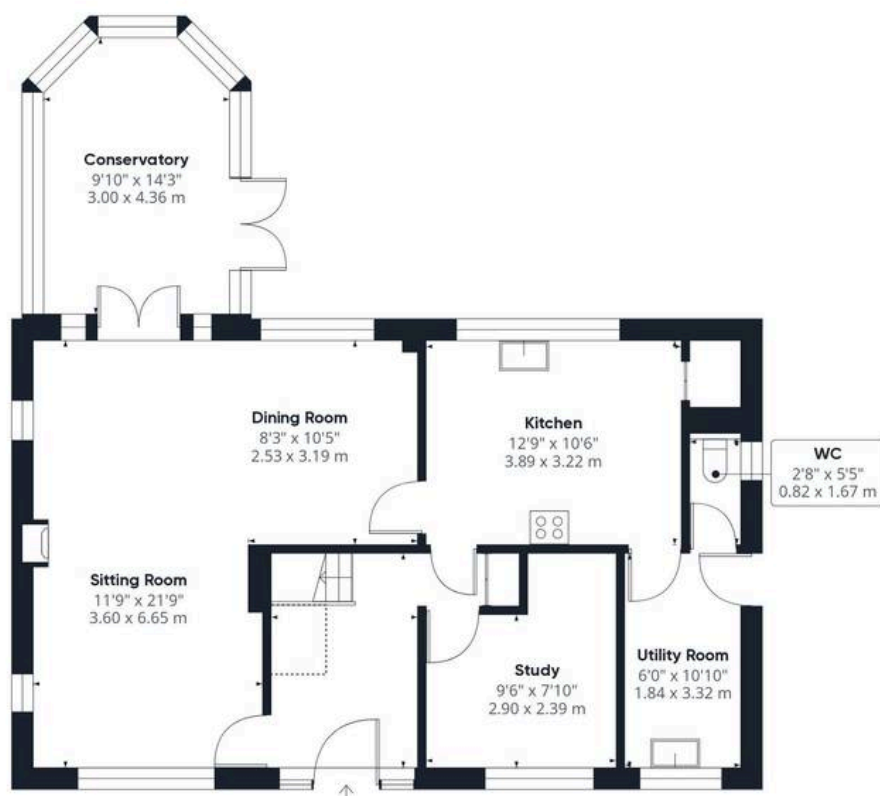 Conservatory
9'10" x 14'3"
3.00 x 4.36 m
Dining Room
8'3" x 10'5"
2.53 x 3.19 m
Kitchen
12'9" x 10'6"
3.89 x 3.22 m
WC
2'8" x 5'5"
0.82 x 1.67 m
Sitting Room
11'9" x 21'9"
3.60 x 6.65 m
Study
9'6" x 7'10"
2.90 x 2.39 m
Utility Room
6'0" x 10'10"
1.84 x 3.32 m